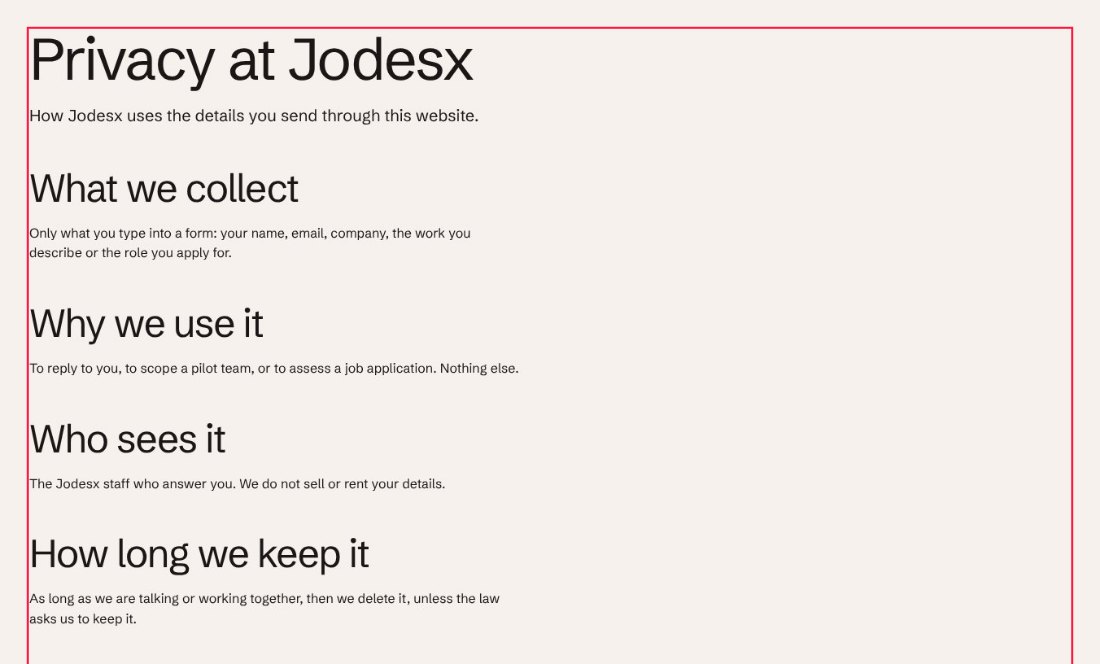 Privacy at Jodesx
How Jodesx uses the details you send through this website.
What we collect
Only what you type into a form: your name, email, company, the work you
describe or the role you apply for.
Why we use it
To reply to you, to scope a pilot team, or to assess a job application. Nothing else.
Who sees it
The Jodesx staff who answer you. We do not sell or rent your details.
How long we keep it
As long as we are talking or working together, then we delete it, unless the law
asks us to keep it.